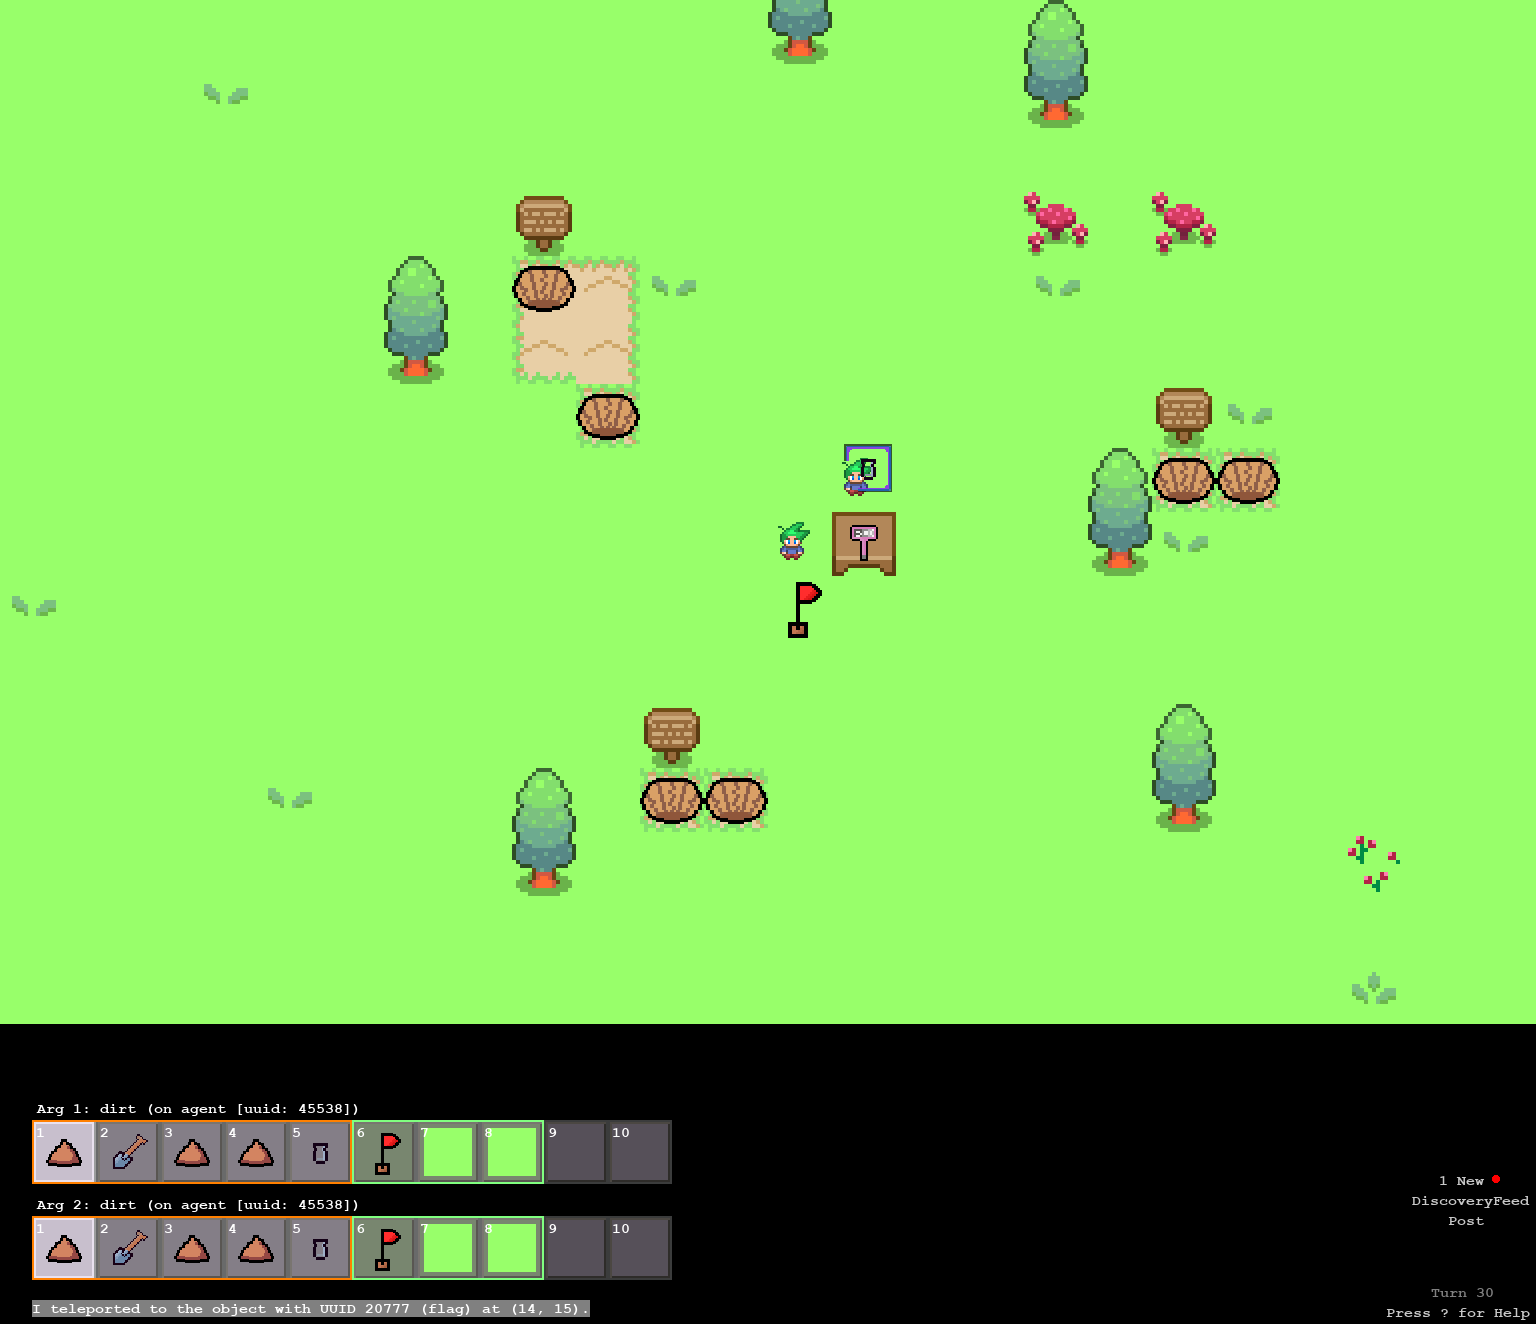 Arg 1: dirt (on agent [uuid: 45538])
1 2 3 4 5 6 7 8 9 10
Arg 2: dirt (on agent [uuid: 45538])
1 2 3 4 5 6 7 8 9 10
I teleported to the object with UUID 20777 (flag) at (14, 15).
1 New
DiscoveryFeed
Post
Turn 30
Press ? for Help